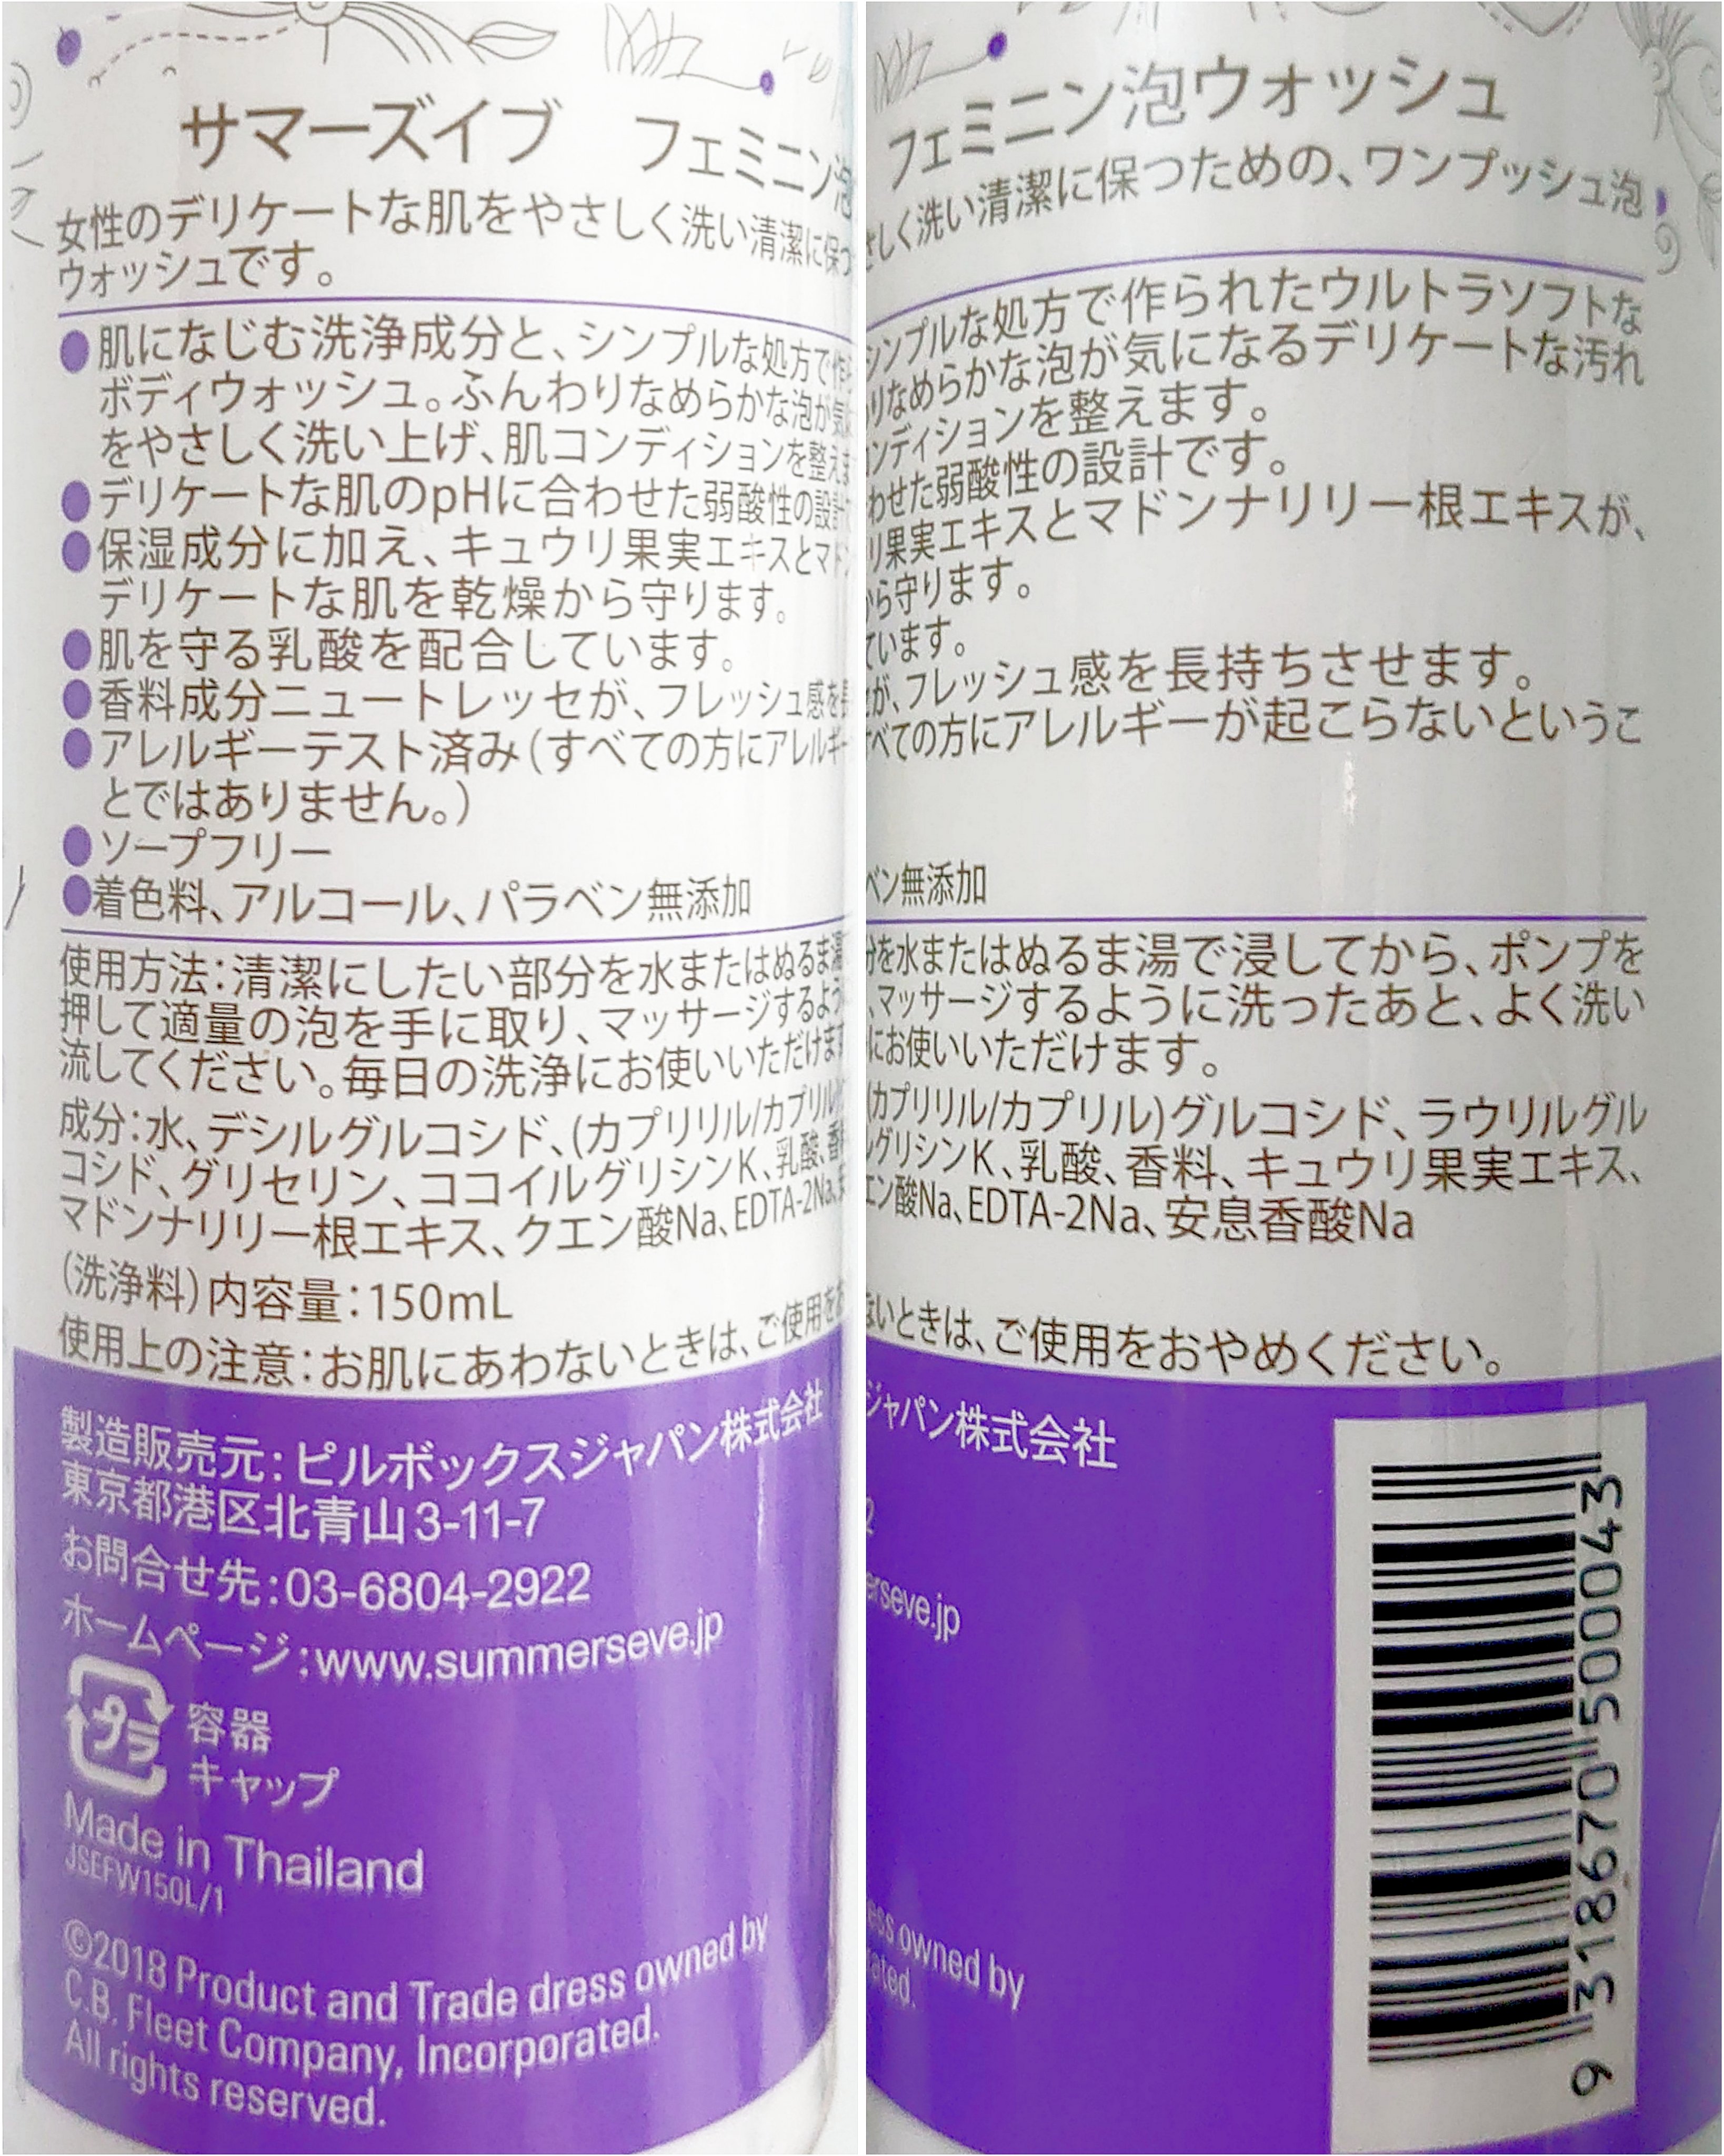 サマーズイブ フェミニン泡
女性のデリケートな肌をやさしく洗い清潔に保つ
ウォッシュです。
●肌になじむ洗浄成分と、シンプルな処方で作
ボディウォッシュ。ふんわりなめらかな泡が気
をやさしく洗い上げ、肌コンディションを整えま
●デリケートな肌のpHに合わせた弱酸性の設計
●保湿成分に加え、キュウリ果実エキスとマド
デリケートな肌を乾燥から守ります。
●肌を守る乳酸を配合しています。
●香料成分ニュートレッセが、フレッシュ感を長
●アレルギーテスト済み(すべての方にアレルギー
とではありません。)
●ソープフリー
●着色料、アルコール、パラベン無添加
使用方法:清潔にしたい部分を水またはぬるま湯
押して適量の泡を手に取り、マッサージするよう
流してください。毎日の洗浄にお使いいただけま
成分:水、デシルグルコシド、(カプリリル/カプリル
コシド、グリセリン、ココイルグリシンK、乳酸、香
マドンナリリー根エキス、クエン酸Na、EDTA-2Na、
(洗浄料)内容量:150mL
使用上の注意:お肌にあわないときは、ご使用を
製造販売元:ピルボックスジャパン株式会社
東京都港区北青山3-11-7
お問合せ先:03-6804-2922
ホームページ:www.summerseve.jp
プラ
容器
キャップ
Made in Thailand
JSEFW150L/1
©2018 Product and Trade dress owned by
C.B. Fleet Company, Incorporated.
All rights reserved.
フェミニン泡ウォッシュ
さしく洗い清潔に保つための、ワンプッシュ泡
シンプルな処方で作られたウルトラソフトな
りなめらかな泡が気になるデリケートな汚れ
コンディションを整えます。
わせた弱酸性の設計です。
リ果実エキスとマドンナリリー根エキスが、
から守ります。
ています。
が、フレッシュ感を長持ちさせます。
べての方にアレルギーが起こらないというこ
ベン無添加
分を水またはぬるま湯で浸してから、ポンプを
、マッサージするように洗ったあと、よく洗い
にお使いいただけます。
(カプリリル/カプリル)グルコシド、ラウリルグル
グリシンK、乳酸、香料、キュウリ果実エキス、
エン酸Na、EDTA-2Na、安息香酸Na
ないときは、ご使用をおやめください。
ジャパン株式会社
2
erseve.jp
ess owned by
rated.
9 318670 500043